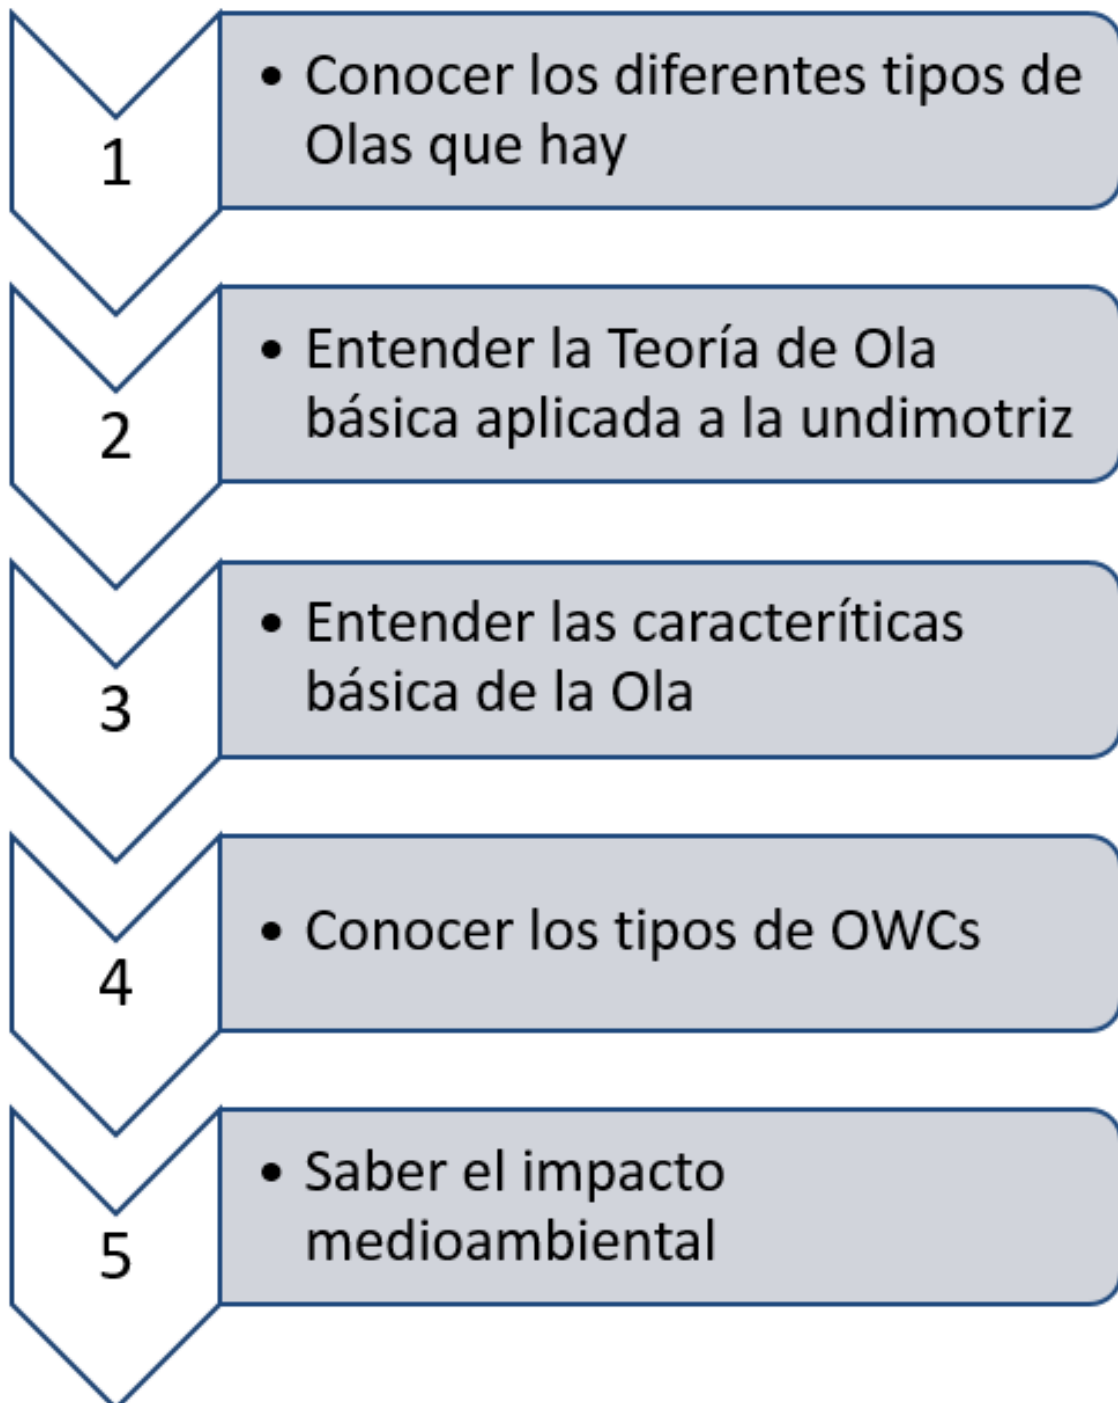 1
• Conocer los diferentes tipos de
Olas que hay
2
• Entender la Teoría de Ola
básica aplicada a la undimotriz
3
• Entender las caracteríticas
básica de la Ola
4
• Conocer los tipos de OWCs
5
• Saber el impacto
medioambiental